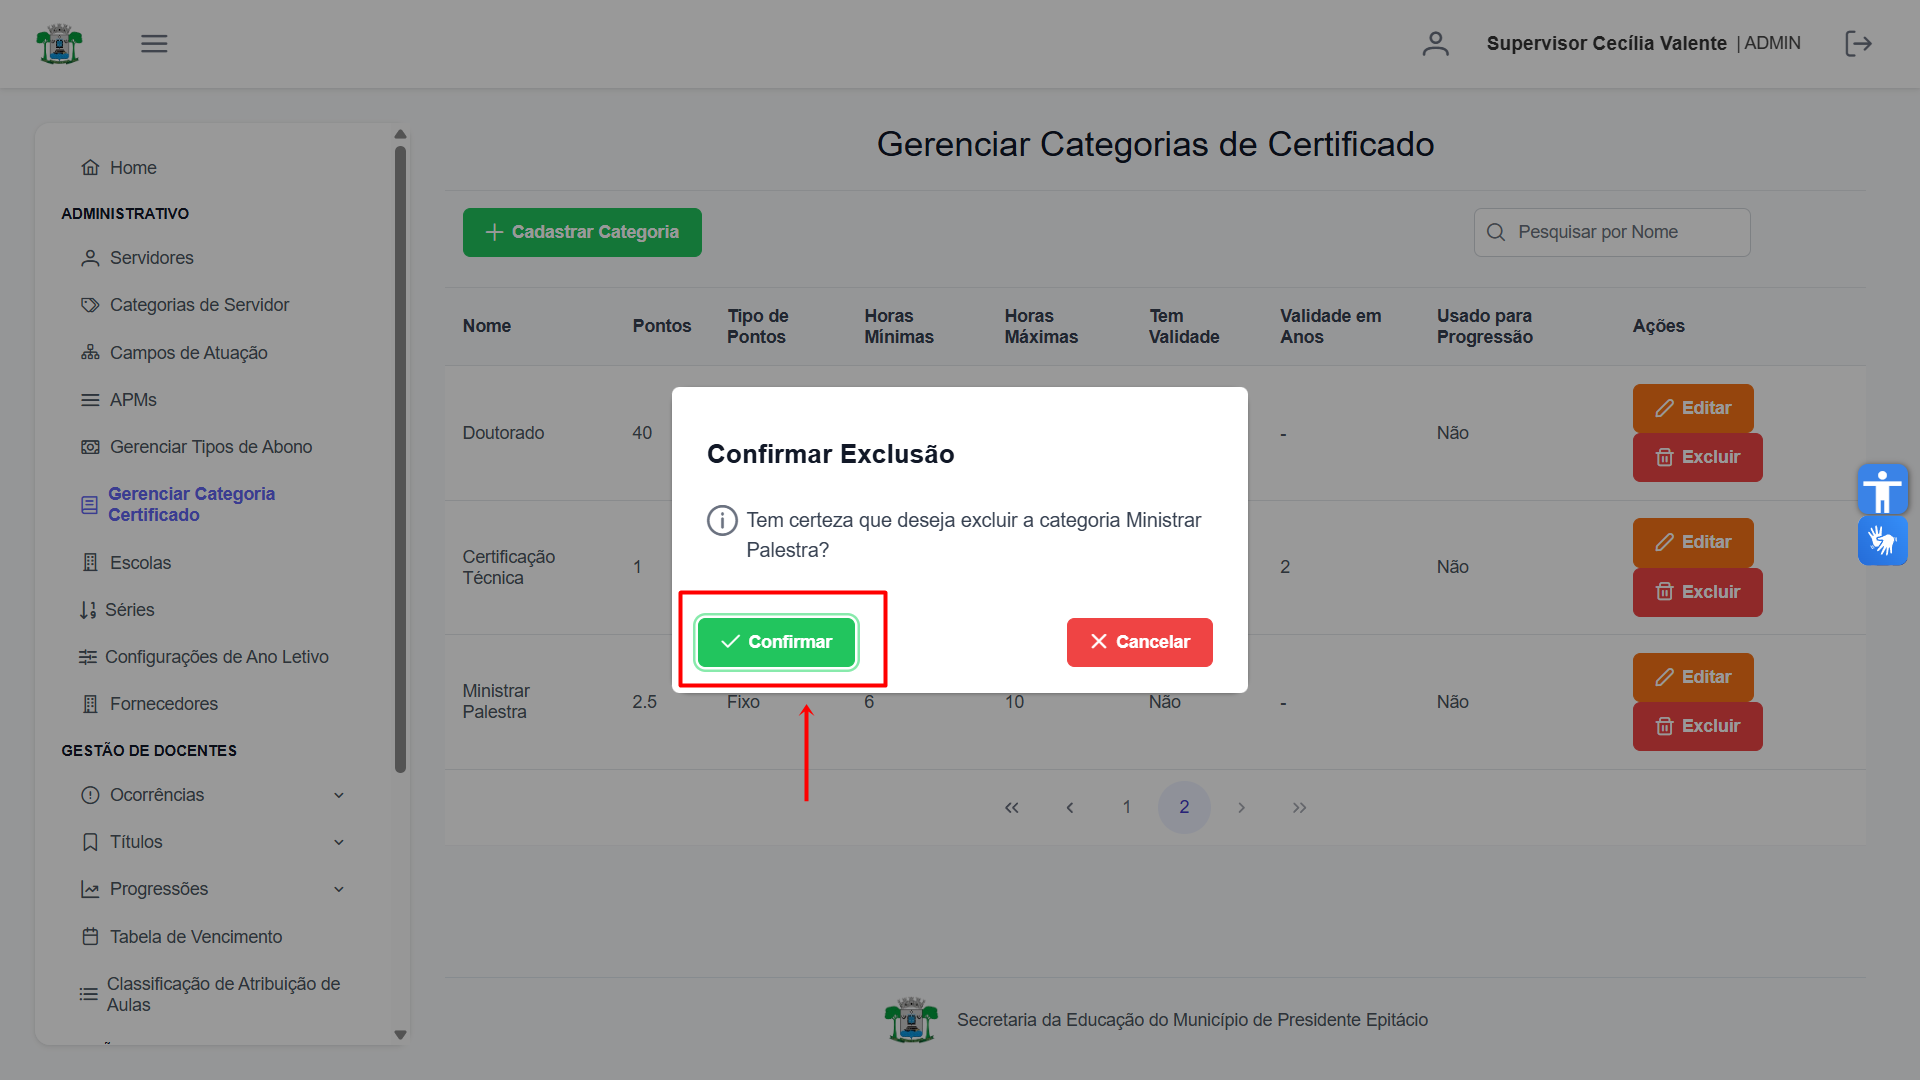 Supervisor Cecília Valente | ADMIN
Home
ADMINISTRATIVO
Servidores
Categorias de Servidor
Campos de Atuação
APMs
Gerenciar Tipos de Abono
Gerenciar Categoria
Certificado
Escolas
Séries
Configurações de Ano Letivo
Fornecedores
GESTÃO DE DOCENTES
Ocorrências
Títulos
Progressões
Tabela de Vencimento
Classificação de Atribuição de
Aulas
Gerenciar Categorias de Certificado
Cadastrar Categoria
Pesquisar por Nome
Nome Pontos Tipo de Pontos Horas Mínimas Horas Máximas Tem Validade Validade em Anos Usado para Progressão Ações
Doutorado 40 - Não Editar Excluir
Certificação Técnica 1 2 Não Editar Excluir
Ministrar Palestra 2.5 Fixo 6 10 Não - Não Editar Excluir
Confirmar Exclusão
Tem certeza que deseja excluir a categoria Ministrar
Palestra?
Confirmar Cancelar
« ‹ 1 2 › »
Secretaria da Educação do Município de Presidente Epitácio